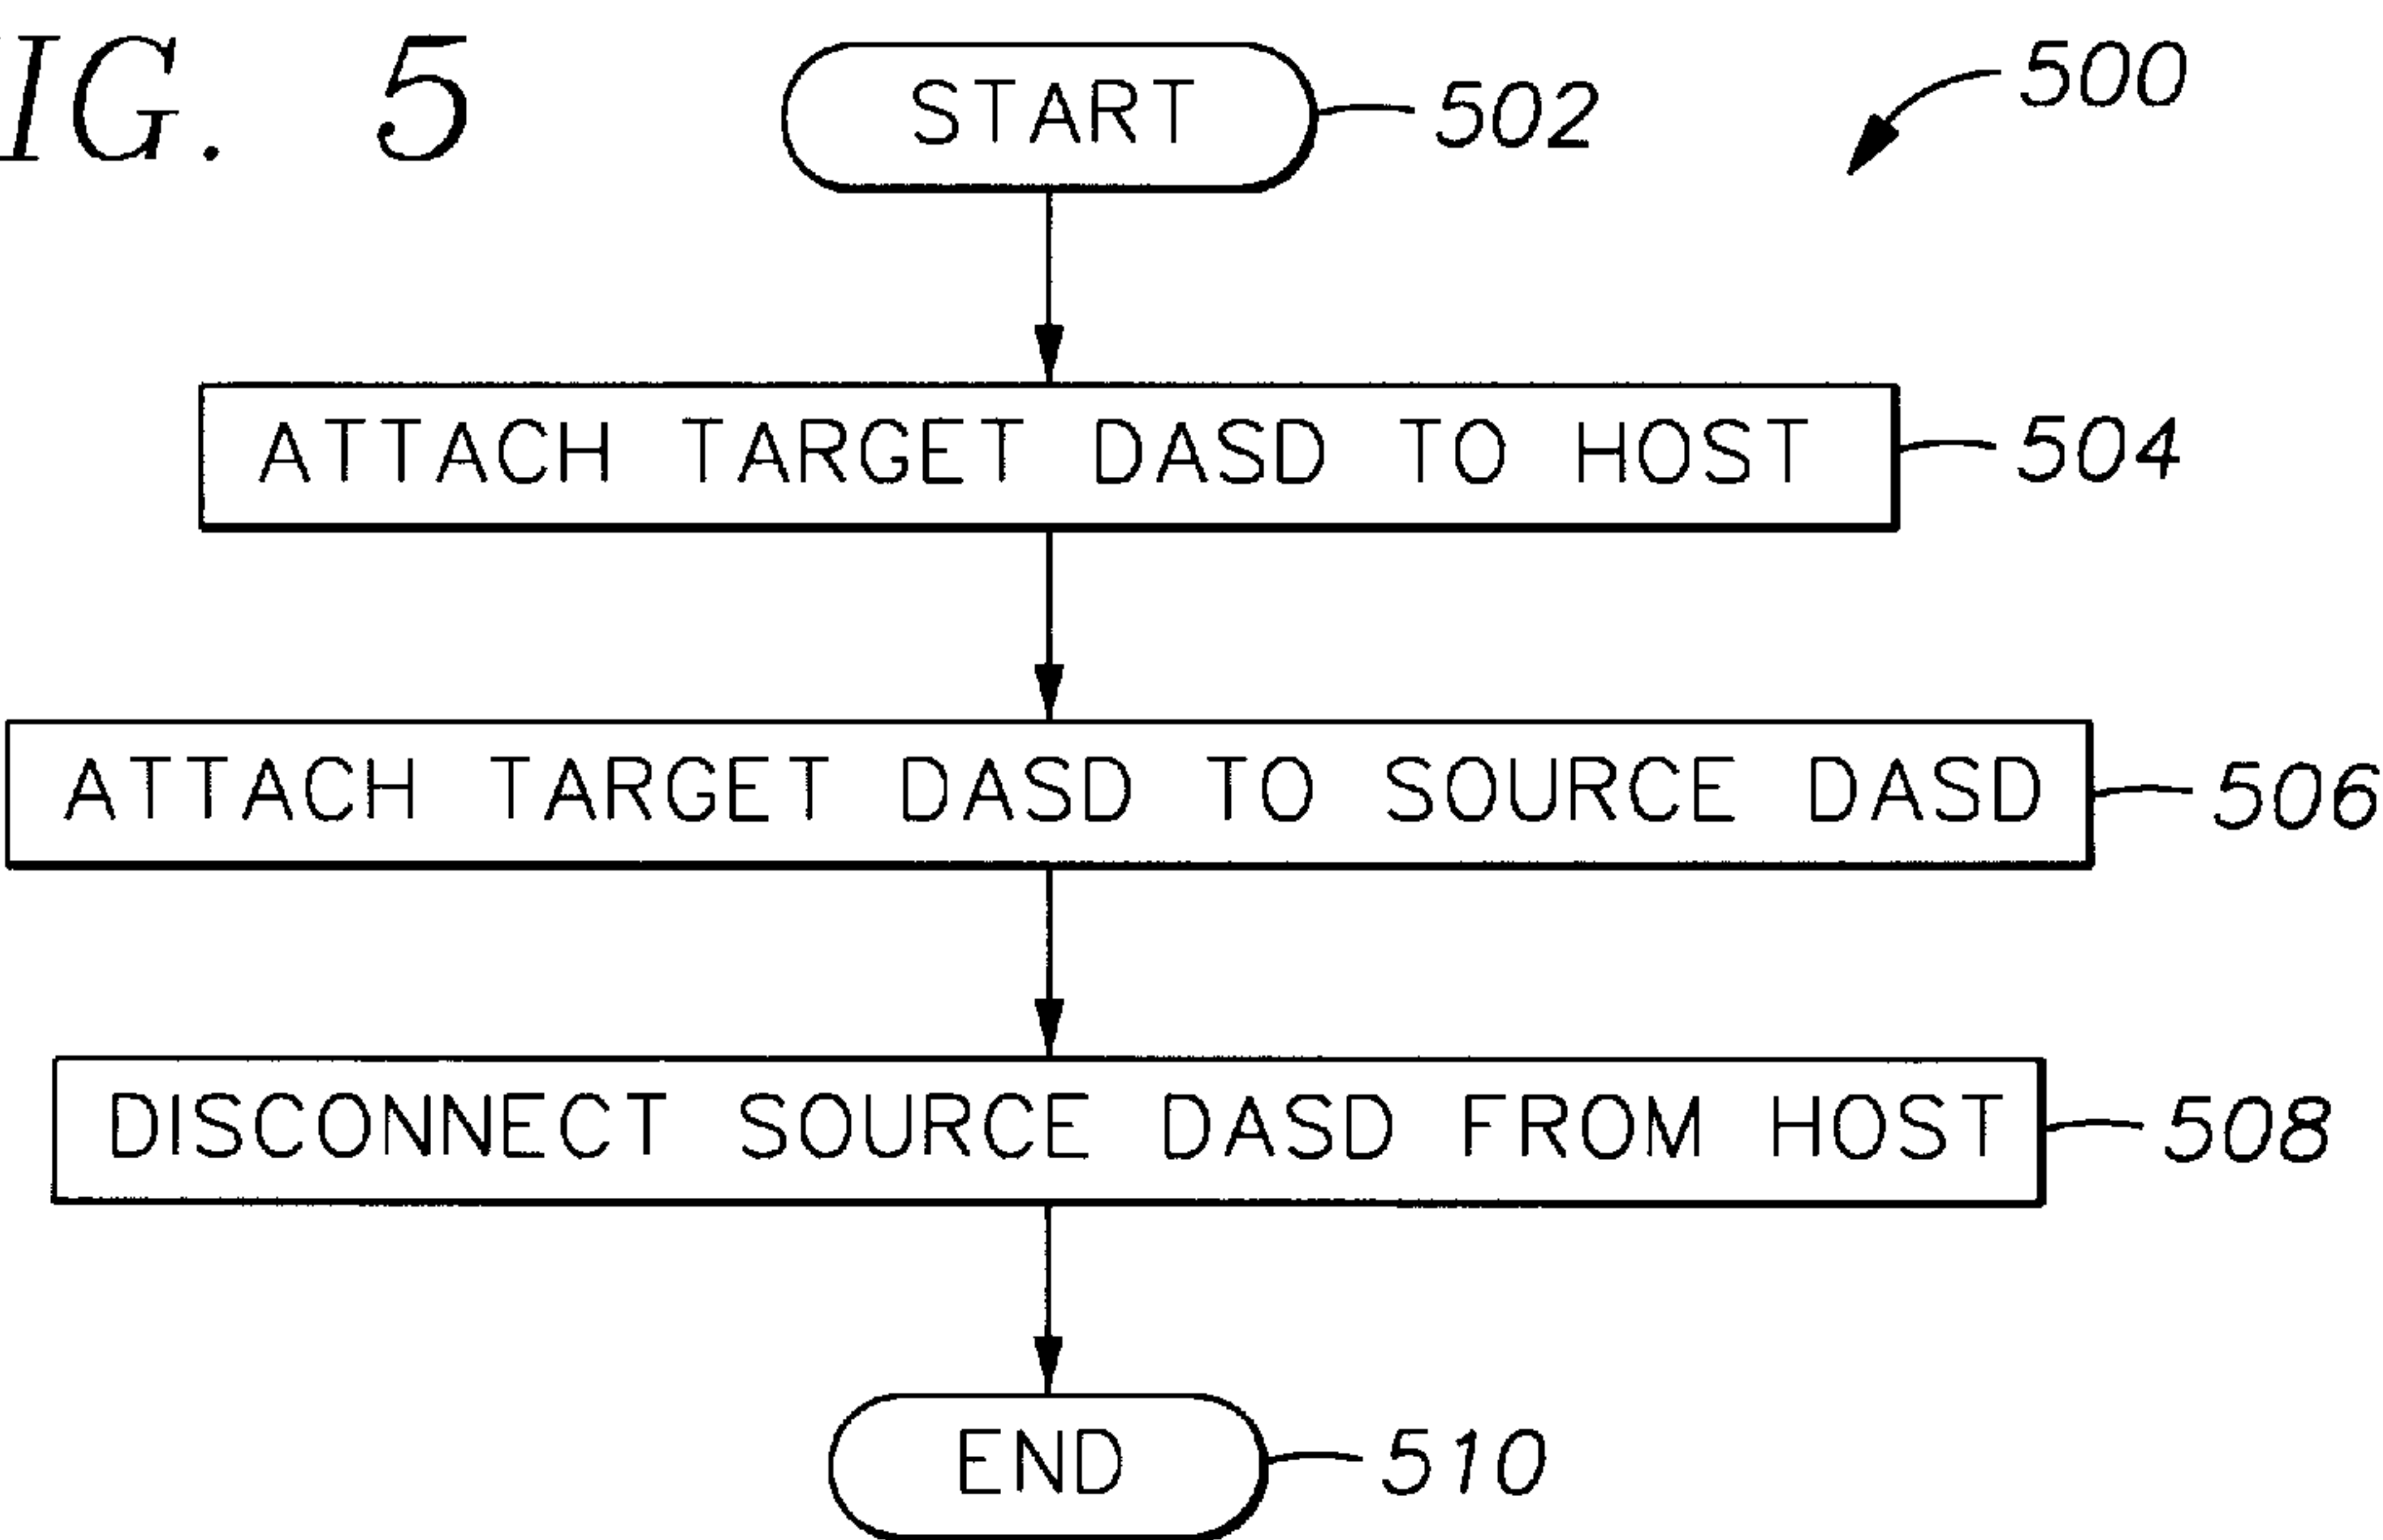 IG. 5
START
502
500
ATTACH TARGET DASD TO HOST
504
ATTACH TARGET DASD TO SOURCE DASD
506
DISCONNECT SOURCE DASD FROM HOST
508
END
510